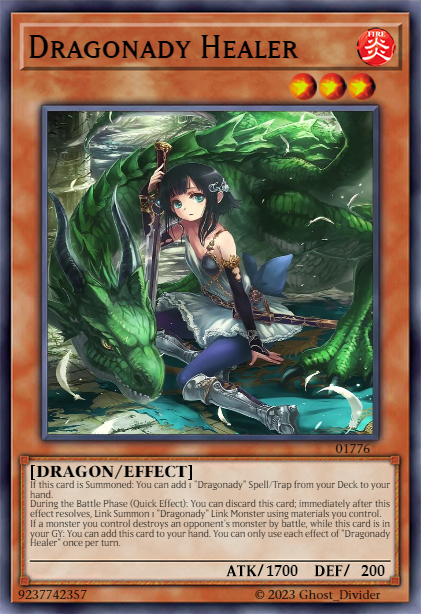 Dragonady Healer
FIRE
炎
01776
[DRAGON/EFFECT]
If this card is Summoned: You can add 1 "Dragonady" Spell/Trap from your Deck to your
hand.
During the Battle Phase (Quick Effect): You can discard this card; immediately after this
effect resolves, Link Summon 1 "Dragonady" Link Monster using materials you control.
If a monster you control destroys an opponent's monster by battle, while this card is in
your GY: You can add this card to your hand. You can only use each effect of "Dragonady
Healer" once per turn.
ATK/1700 DEF/ 200
9237742357
© 2023 Ghost_Divider